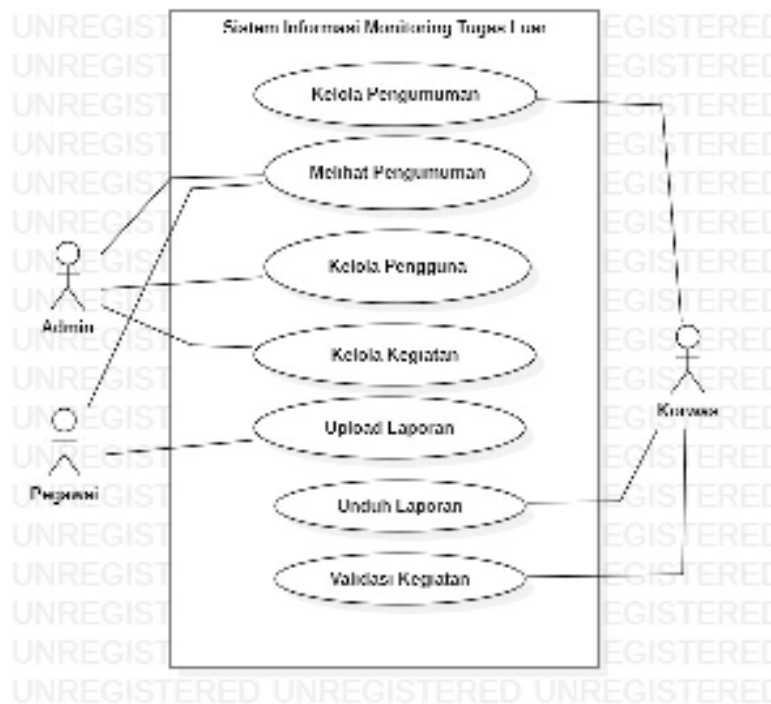 Sistem Informasi Monitoring Tugas Luar
Kelola Pengumuman
Melihat Pengumuman
Kelola Pengguna
Admin
Kelola Kegiatan
Korwas
Upload Laporan
Pegawai
Unduh Laporan
Validasi Kegiatan
UNREGISTERED UNREGISTERED UNREGISTERED